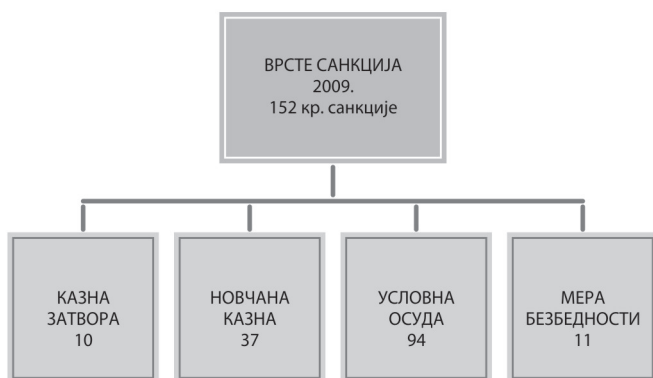 ВРСТЕ САНКЦИЈА
2009.
152 кр. санкције
КАЗНА
ЗАТВОРА
10
НОВЧАНА
КАЗНА
37
УСЛОВНА
ОСУДА
94
МЕРА
БЕЗБЕДНОСТИ
11